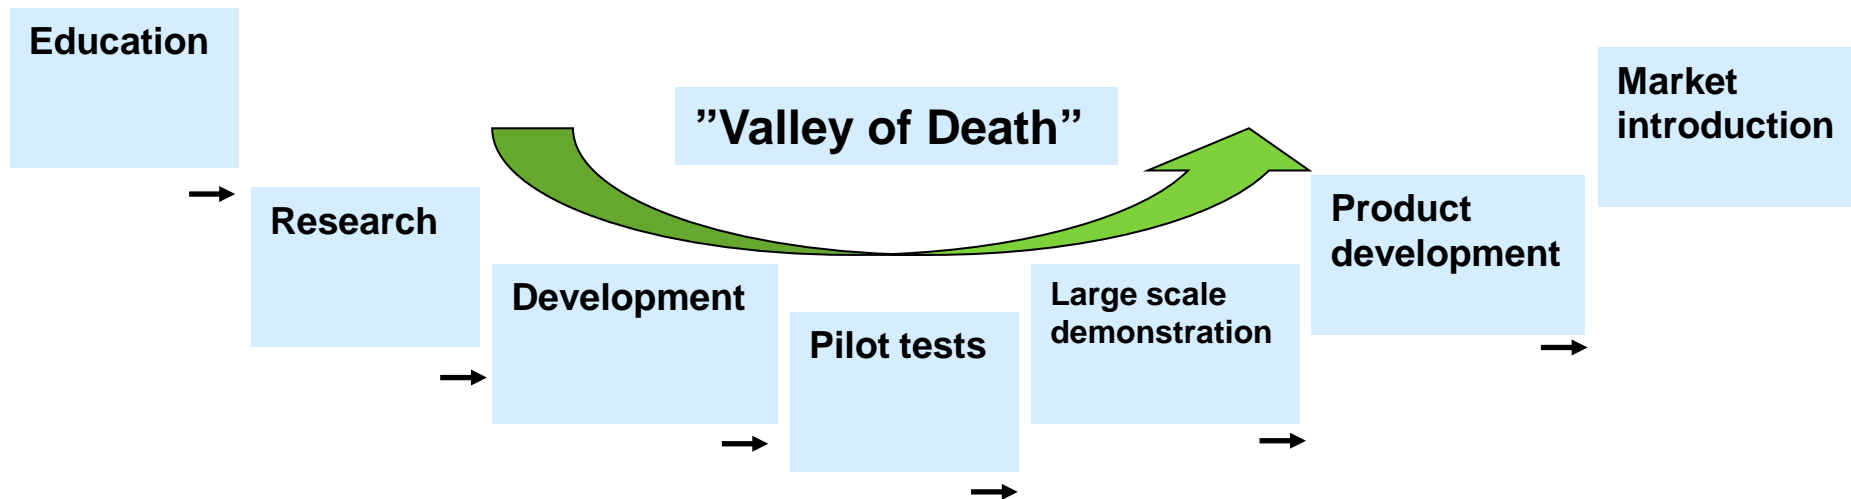 Education
Research
Development
Pilot tests
”Valley of Death”
Large scale
demonstration
Product
development
Market
introduction